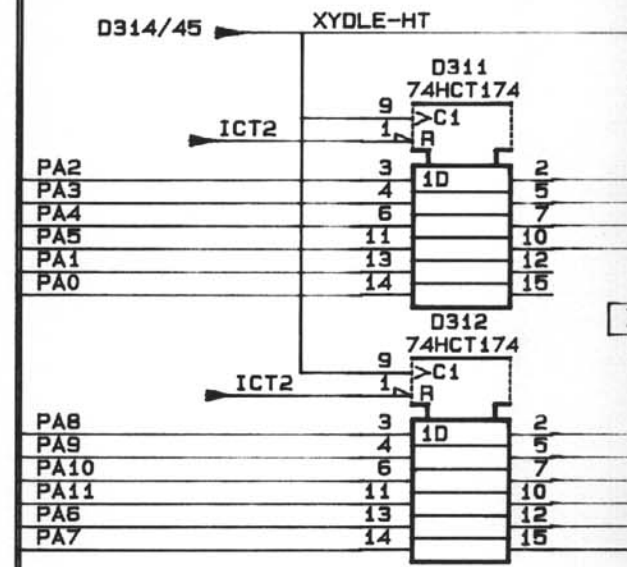 D314/45 XYDLE-HT
D311
74HCT174
9 >C1
ICT2 1 R
PA2 3 1D 2
PA3 4 5
PA4 6 7
PA5 11 10
PA1 13 12
PA0 14 15
D312
74HCT174
9 >C1
ICT2 1 R
PA8 3 1D 2
PA9 4 5
PA10 6 7
PA11 11 10
PA6 13 12
PA7 14 15